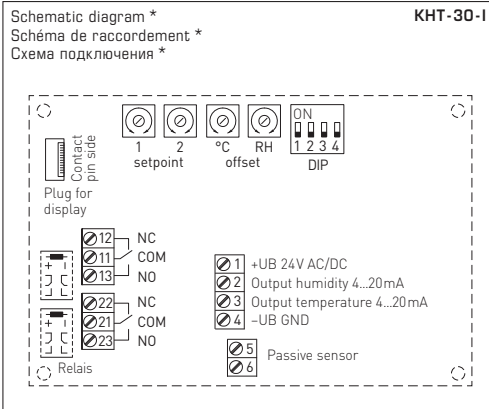 Schematic diagram *
KHT-30-I
Schéma de raccordement *
Схема подключения *
ON
1 2 3 4
DIP
1 2 °C RH
setpoint offset
Contact
pin side
Plug for
display
12 NC
11 COM
13 NO
22 NC
21 COM
23 NO
+ –
+ –
Relais
1 +UB 24V AC/DC
2 Output humidity 4...20mA
3 Output temperature 4...20mA
4 –UB GND
5
6
Passive sensor